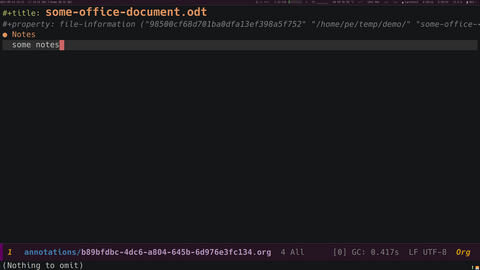 #+title: some-office-document.odt
#+property: file-information ("98500cf68d701ba0dfa13ef398a5f752" "/home/pe/temp/demo/" "some-office--
● Notes
some notes
1 annotations/b89bfdbc-4dc6-a804-645b-6d976e3fc134.org 4 All [0] GC: 0.417s LF UTF-8 Org
(Nothing to omit)